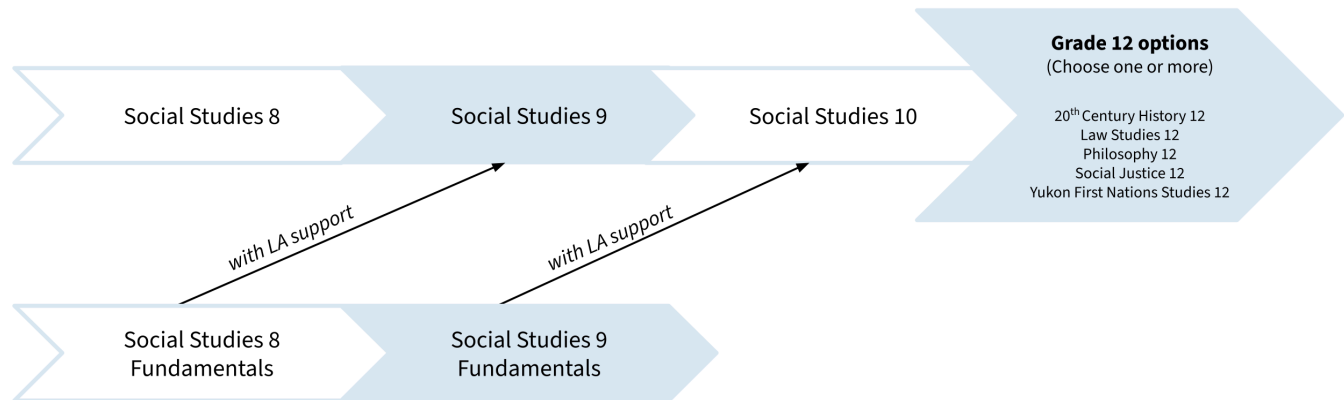 Social Studies 8
Social Studies 9
Social Studies 10
Grade 12 options
(Choose one or more)
20th Century History 12
Law Studies 12
Philosophy 12
Social Justice 12
Yukon First Nations Studies 12
with LA support
with LA support
Social Studies 8
Fundamentals
Social Studies 9
Fundamentals